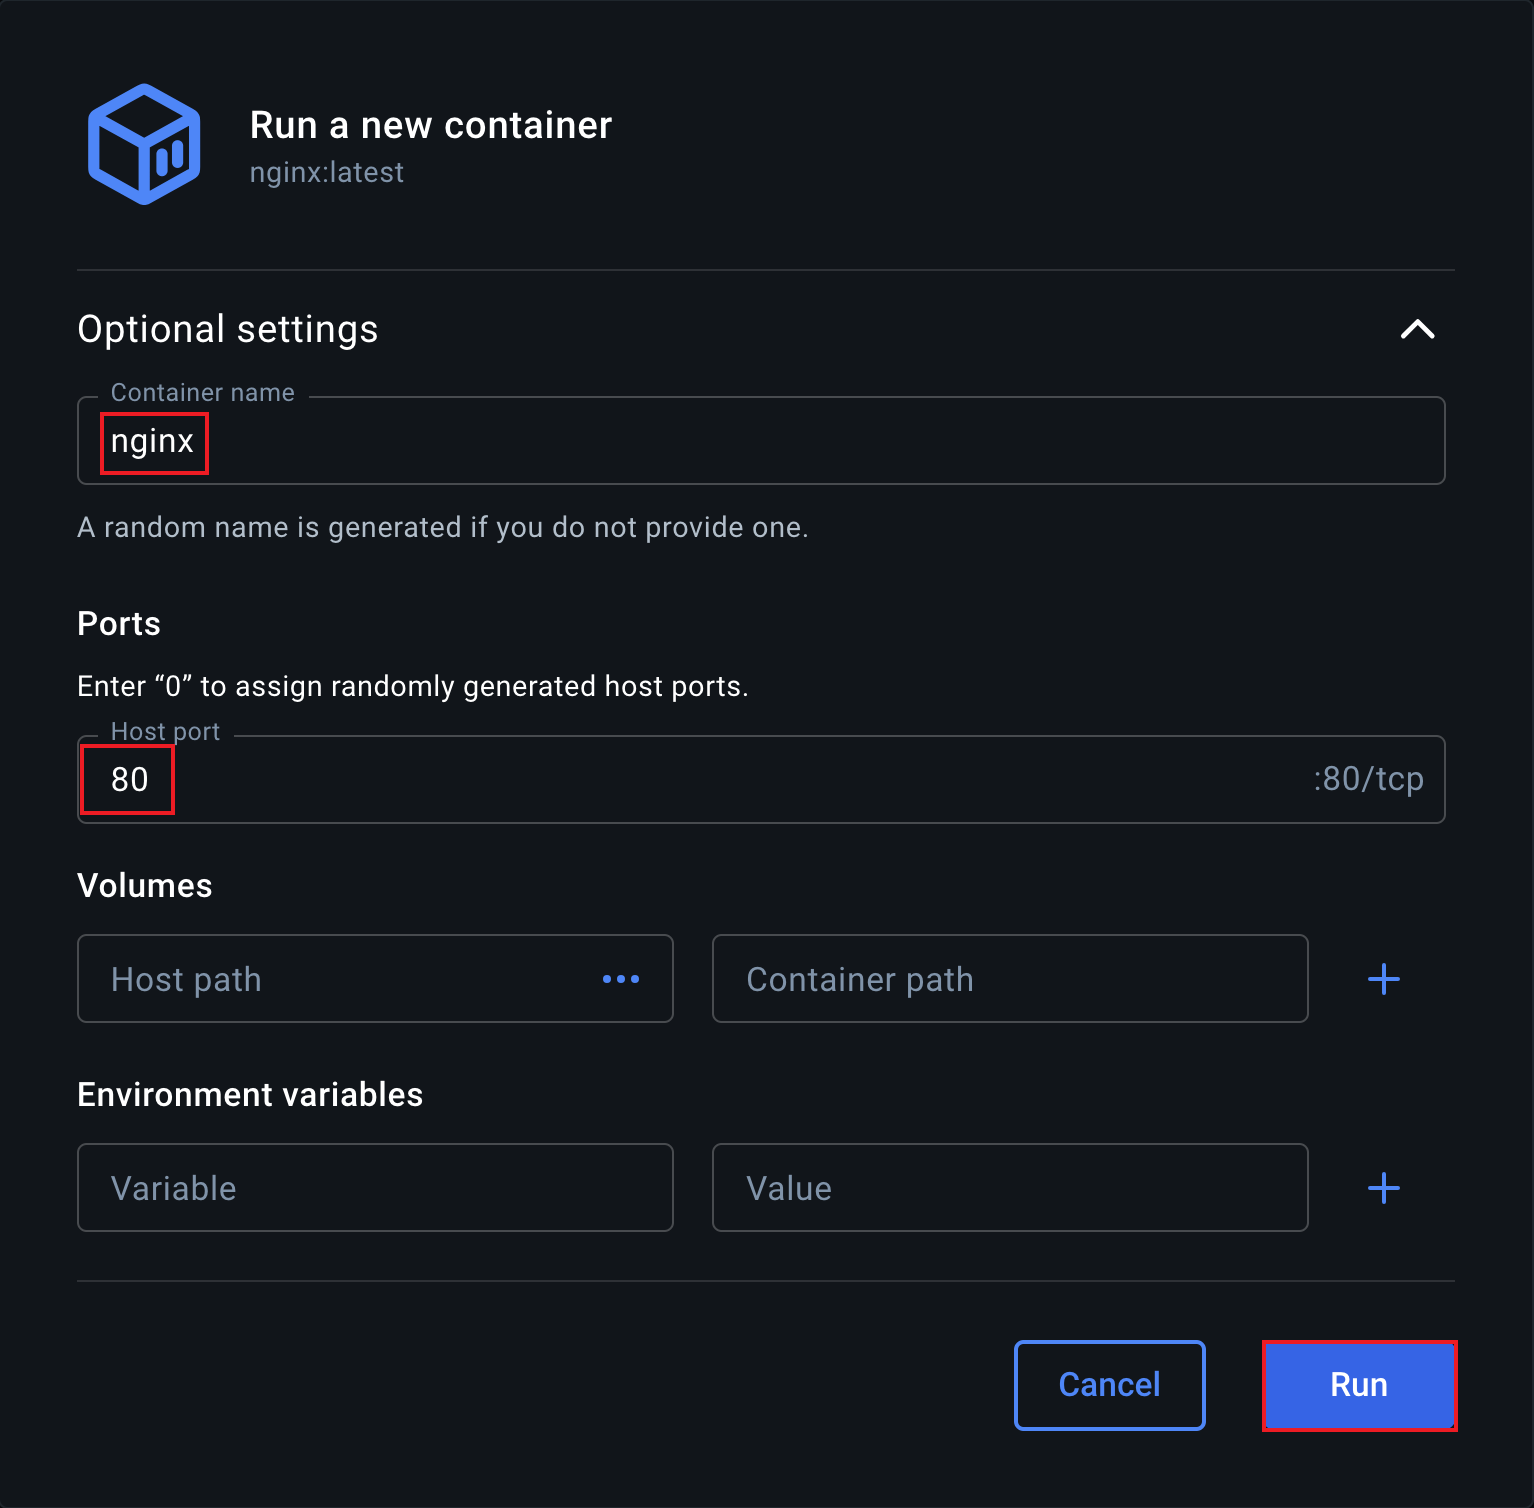 Run a new container
nginx:latest
Optional settings
Container name
nginx
A random name is generated if you do not provide one.
Ports
Enter “0” to assign randomly generated host ports.
Host port
80 :80/tcp
Volumes
Host path Container path
Environment variables
Variable Value
Cancel Run